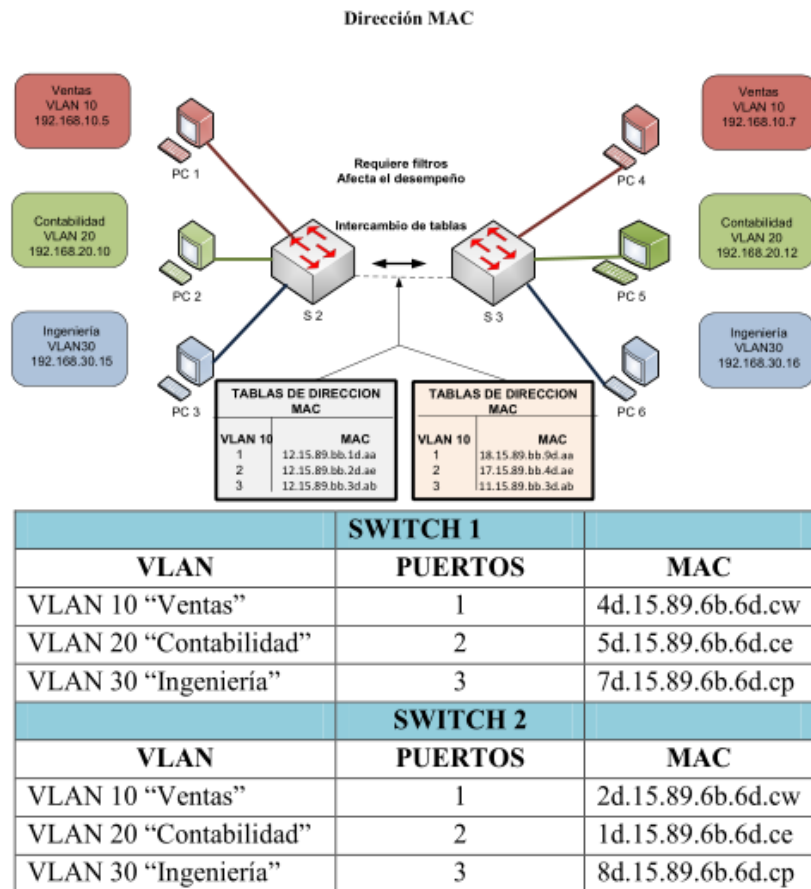 Dirección MAC
Ventas
VLAN 10
192.168.10.5
PC 1
Requiere filtros
Afecta el desempeño
PC 4
Ventas
VLAN 10
192.168.10.7
Contabilidad
VLAN 20
192.168.20.10
PC 2
Intercambio de tablas
S 2
S 3
PC 5
Contabilidad
VLAN 20
192.168.20.12
Ingeniería
VLAN30
192.168.30.15
PC 3
PC 6
Ingeniería
VLAN30
192.168.30.16
TABLAS DE DIRECCION
MAC
VLAN 10 MAC
1 12.15.89.bb.1d.aa
2 12.15.89.bb.2d.ae
3 12.15.89.bb.3d.ab
TABLAS DE DIRECCION
MAC
VLAN 10 MAC
1 18.15.89.bb.9d.aa
2 17.15.89.bb.4d.ae
3 11.15.89.bb.3d.ab
SWITCH 1
VLAN PUERTOS MAC
VLAN 10 “Ventas” 1 4d.15.89.6b.6d.cw
VLAN 20 “Contabilidad” 2 5d.15.89.6b.6d.ce
VLAN 30 “Ingeniería” 3 7d.15.89.6b.6d.cp
SWITCH 2
VLAN PUERTOS MAC
VLAN 10 “Ventas” 1 2d.15.89.6b.6d.cw
VLAN 20 “Contabilidad” 2 1d.15.89.6b.6d.ce
VLAN 30 “Ingeniería” 3 8d.15.89.6b.6d.cp